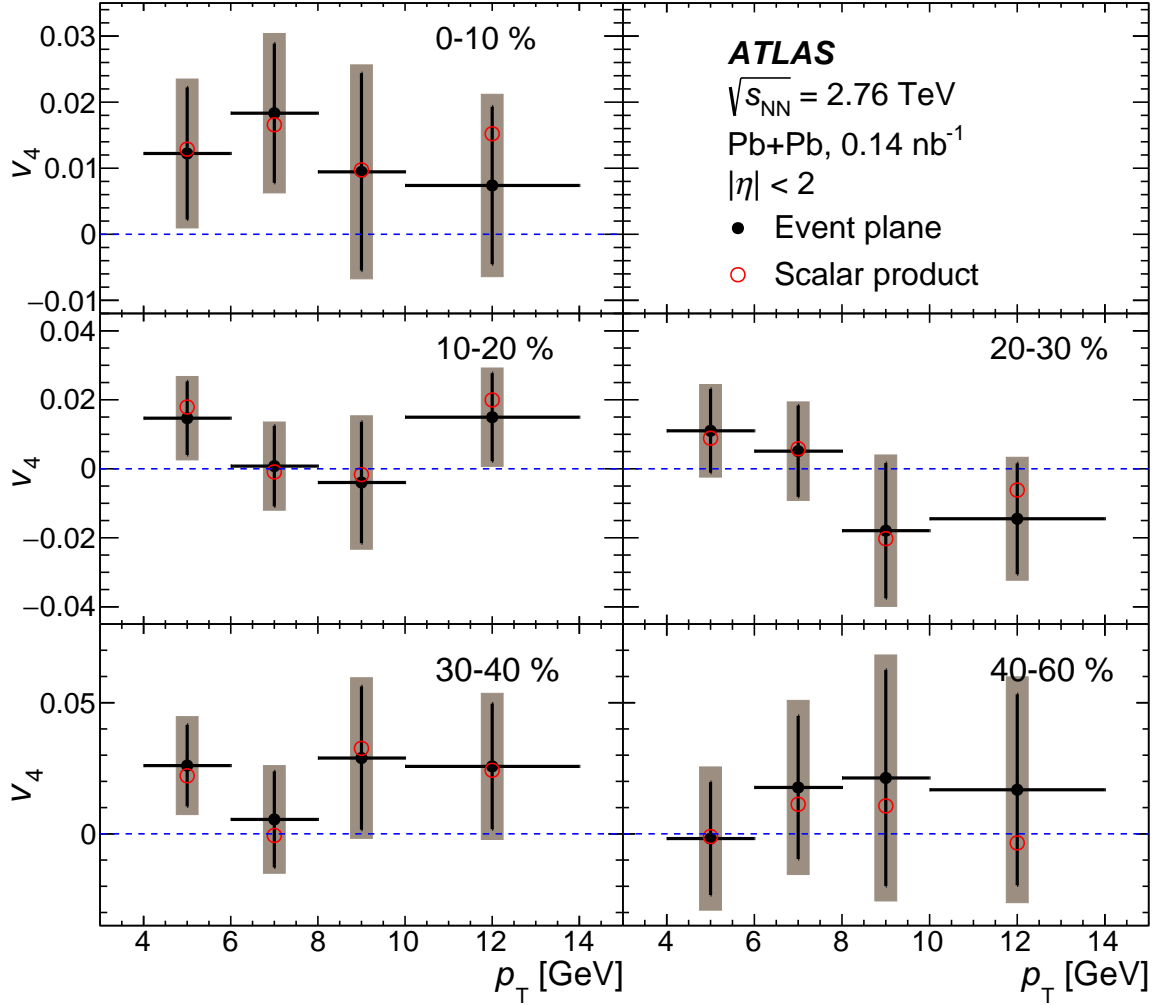 0-10 %
v₄
0.03
0.02
0.01
0
−0.01
ATLAS
√s_NN = 2.76 TeV
Pb+Pb, 0.14 nb⁻¹
|η| < 2
Event plane
Scalar product
10-20 %
v₄
0.04
0.02
0
−0.02
−0.04
20-30 %
30-40 %
v₄
0.05
0
40-60 %
4 6 8 10 12 14
p_T [GeV]
4 6 8 10 12 14
p_T [GeV]